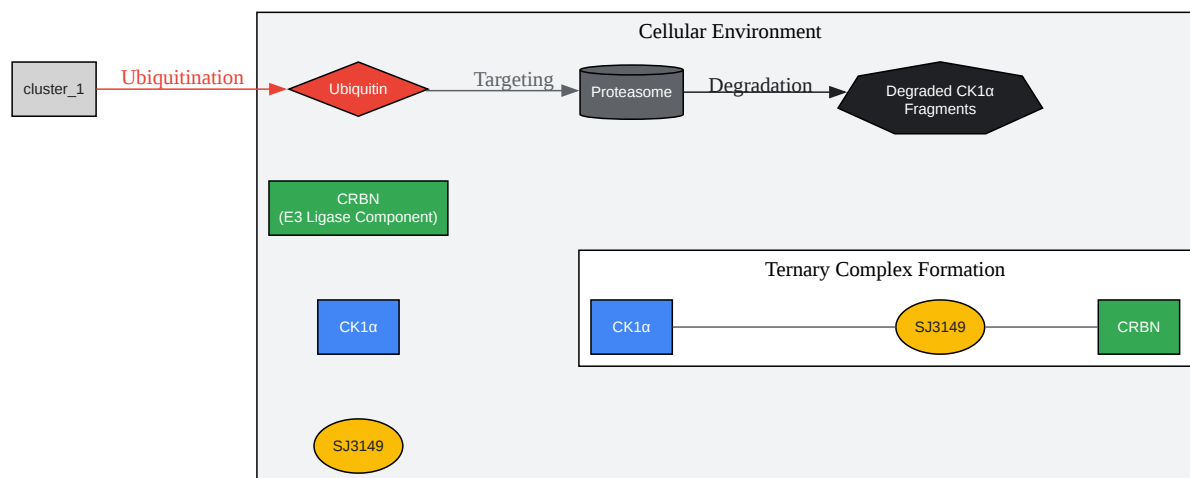 Cellular Environment
cluster_1
Ubiquitination
Ubiquitin
Targeting
Proteasome
Degradation
Degraded CK1α
Fragments
CRBN
(E3 Ligase Component)
Ternary Complex Formation
CK1α
CK1α
SJ3149
CRBN
SJ3149